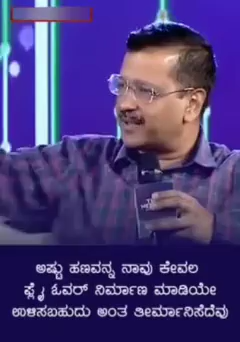 ಅಷ್ಟು ಹಣವನ್ನ ನಾವು ಕೇವಲ
ಫ್ಲೈ ಓವರ್ ನಿರ್ಮಾಣ ಮಾಡಿಯೇ
ಉಳಿಸಬಹುದು ಅಂತ ತೀರ್ಮಾನಿಸೆದೆವು